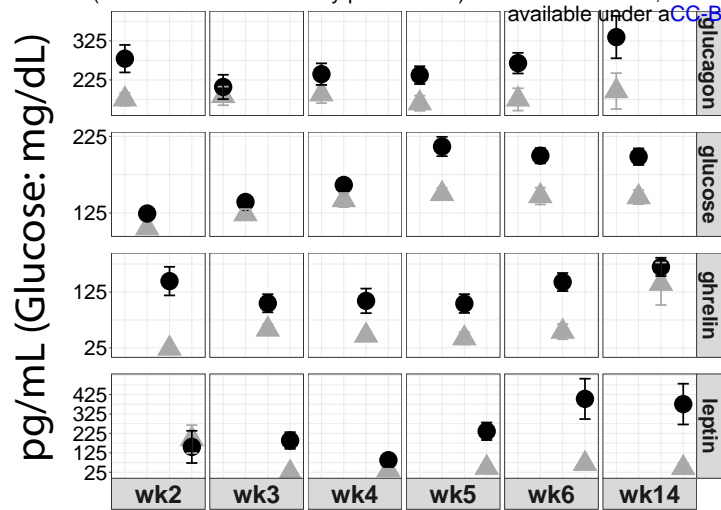 available under aCC-B
pg/mL (Glucose: mg/dL)
325
225
glucagon
225
125
glucose
125
25
ghrelin
425
325
225
125
25
leptin
wk2 wk3 wk4 wk5 wk6 wk14